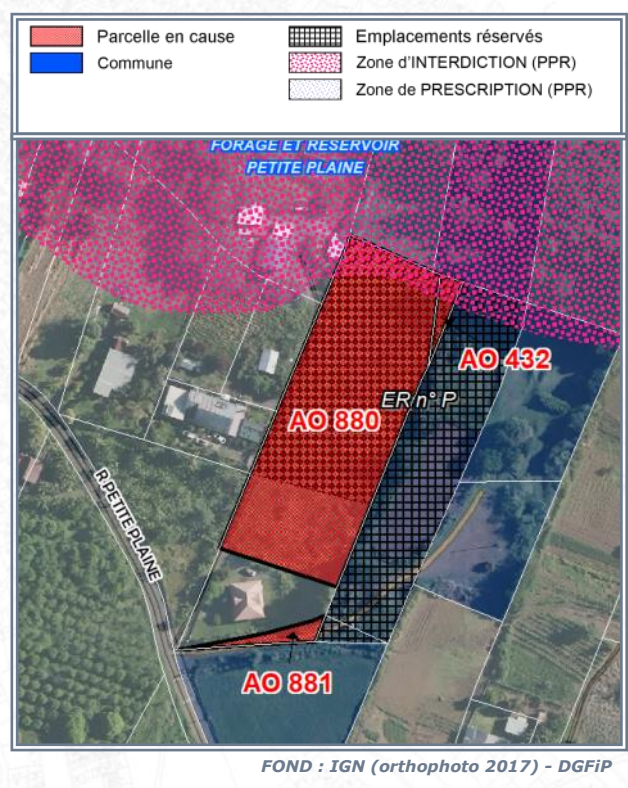 Parcelle en cause
Emplacements réservés
Commune
Zone d'INTERDICTION (PPR)
Zone de PRESCRIPTION (PPR)
FORAGE ET RESERVOIR
PETITE PLAINE
AO 432
ER n° P
AO 880
R PETITE PLAINE
AO 881
FOND : IGN (orthophoto 2017) - DGFiP